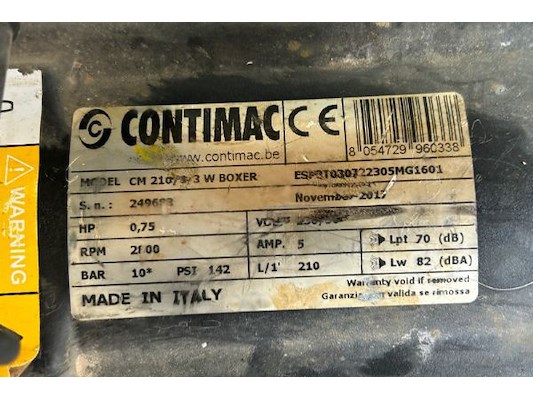 CONTIMAC CE
www.contimac.be
8 054729 960338
MODEL CM 210/3/3 W BOXER
S.n.:
November-2017
HP 0,75
RPM
AMP. 5
Lpt 70 (dB)
BAR 10* PSI 142
L/1' 210
Lw 82 (dBA)
MADE IN ITALY
Warranty void if removed
Garanzia non valida se rimossa
WARNING